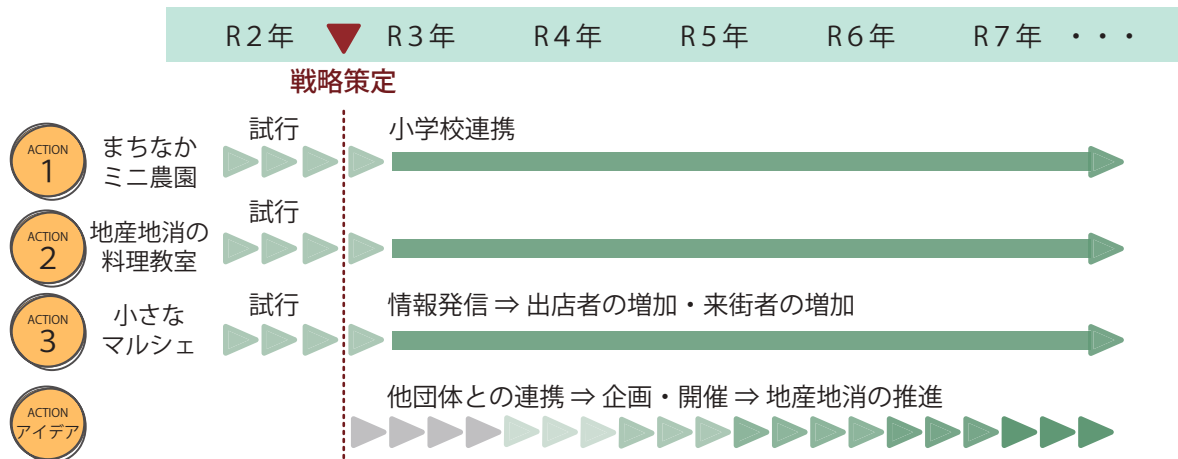 R2年 R3年 R4年 R5年 R6年 R7年 ・・・
戦略策定
ACTION
1
まちなか
ミニ農園
試行
小学校連携
ACTION
2
地産地消の
料理教室
試行
ACTION
3
小さな
マルシェ
試行
情報発信 ⇒ 出店者の増加・来街者の増加
ACTION
アイデア
他団体との連携 ⇒ 企画・開催 ⇒ 地産地消の推進